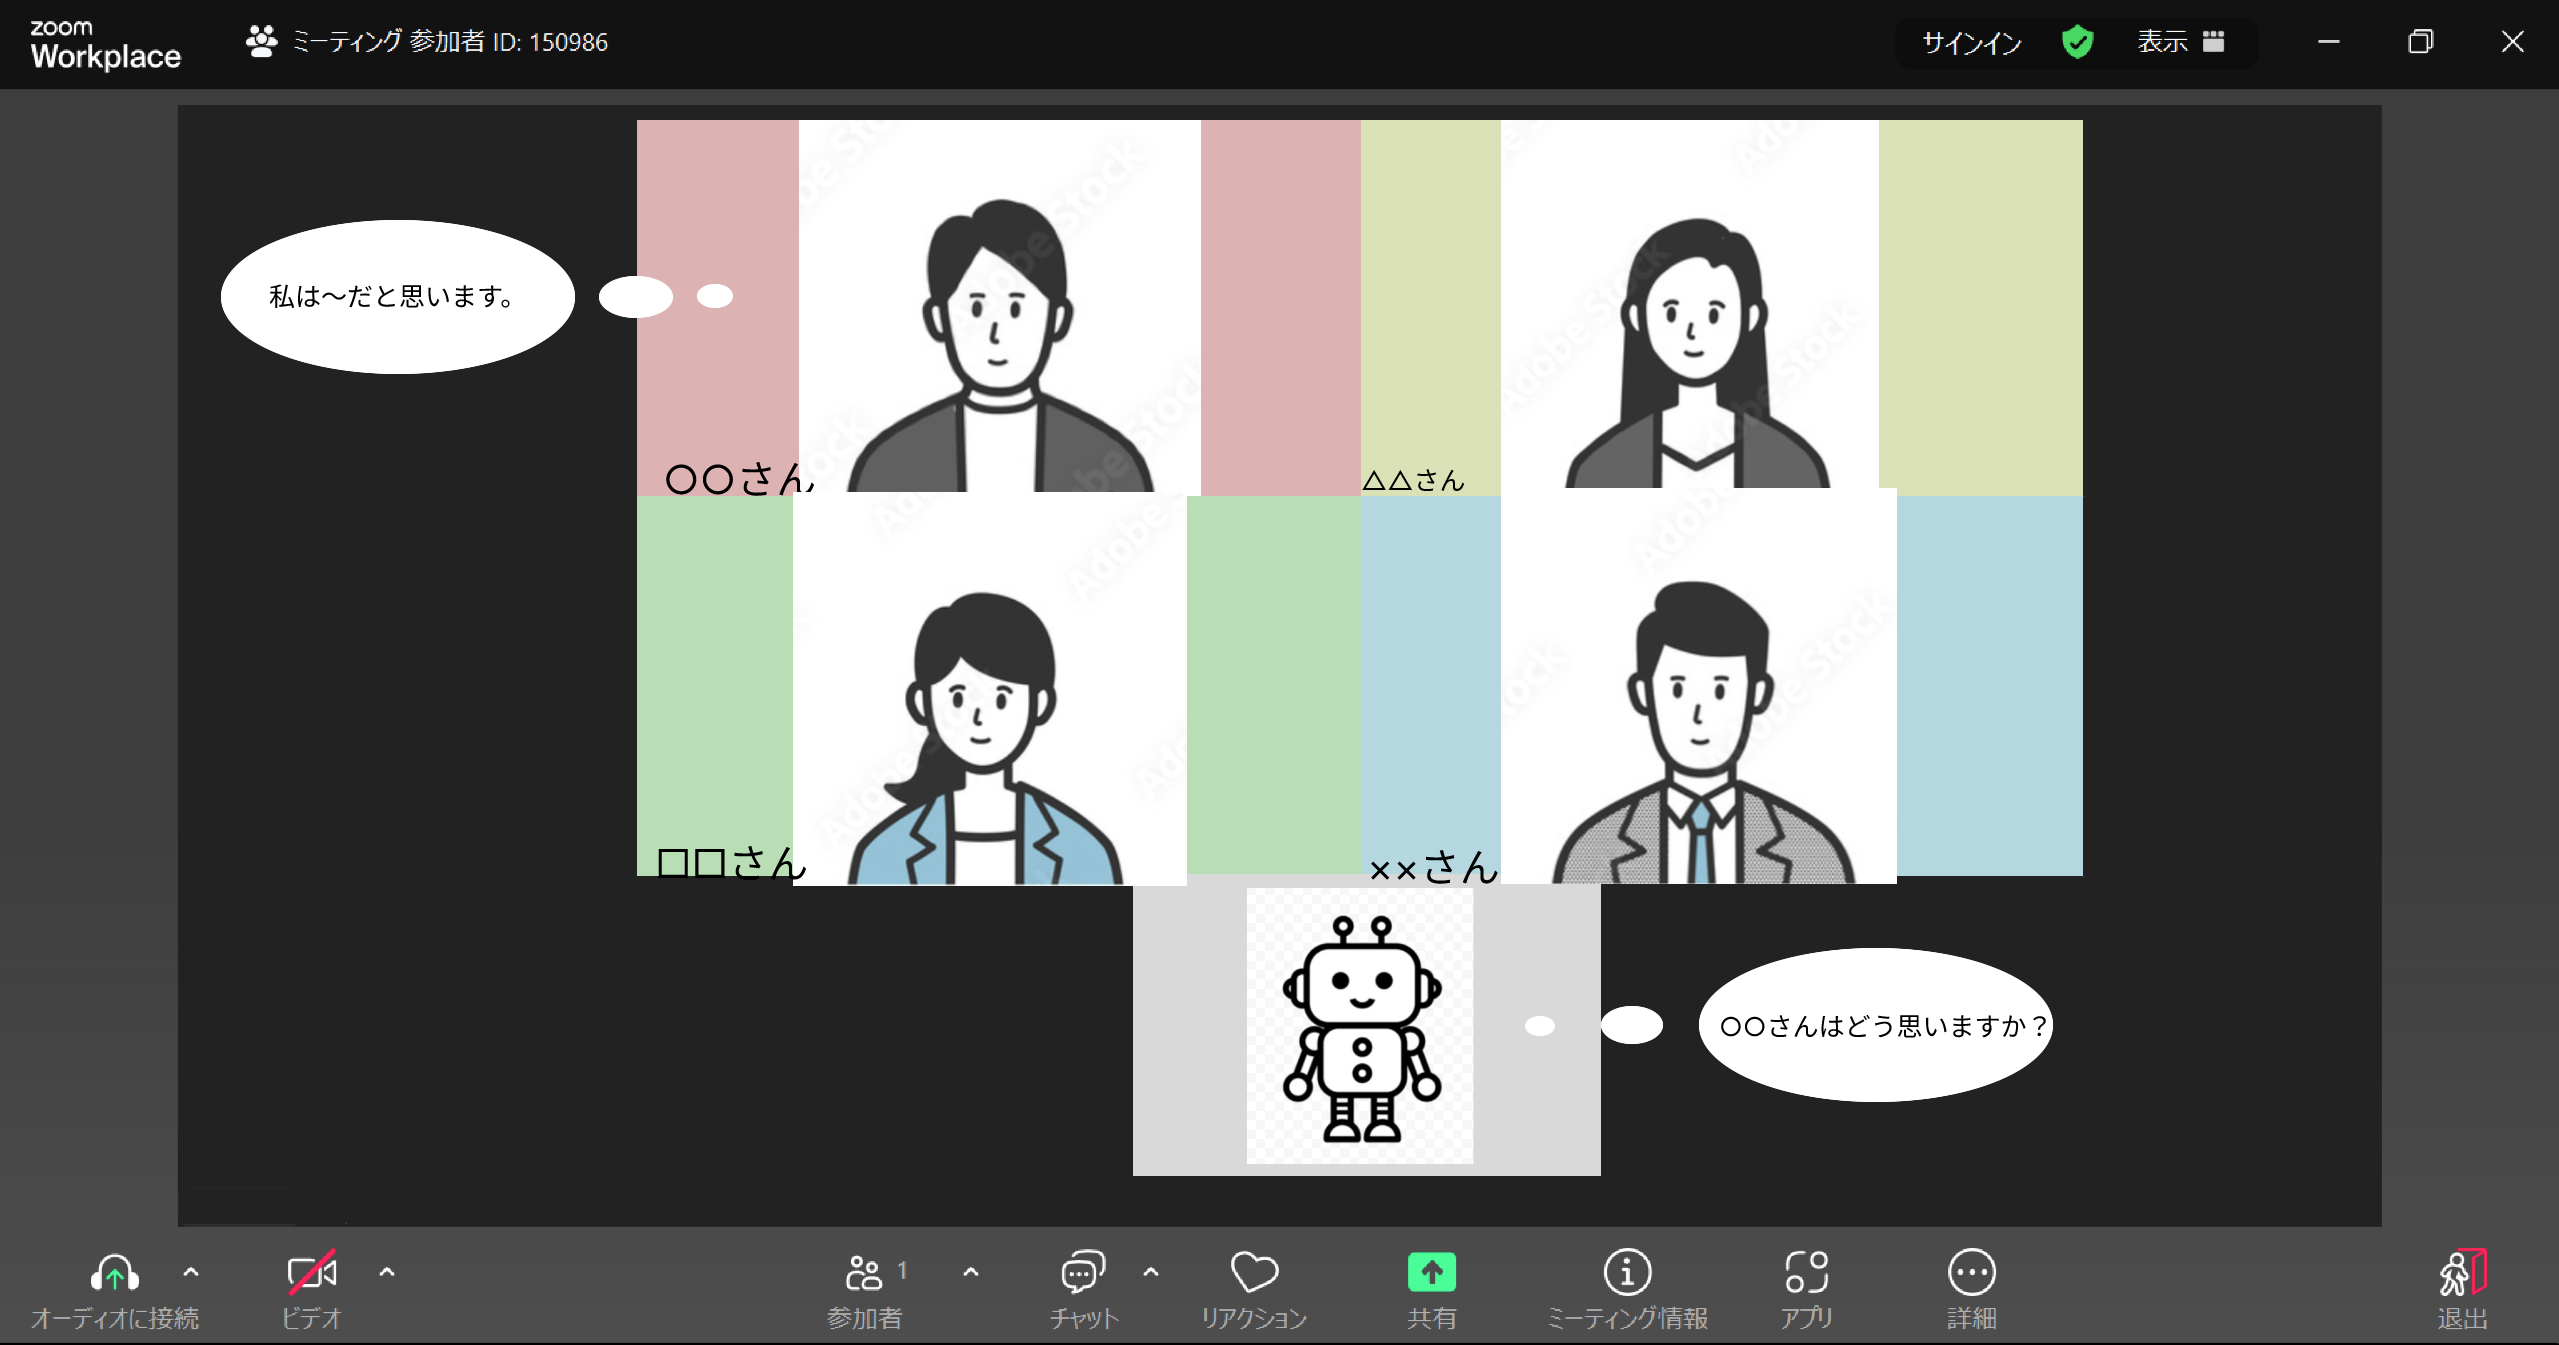 zoom
Workplace
ミーティング 参加者 ID: 150986
サインイン
表示
Adobe Stock
Adobe Stock
私は～だと思います。
〇〇さん
△△さん
□□さん
××さん
〇〇さんはどう思いますか？
オーディオに接続
ビデオ
1
参加者
チャット
リアクション
共有
ミーティング情報
アプリ
詳細
退出